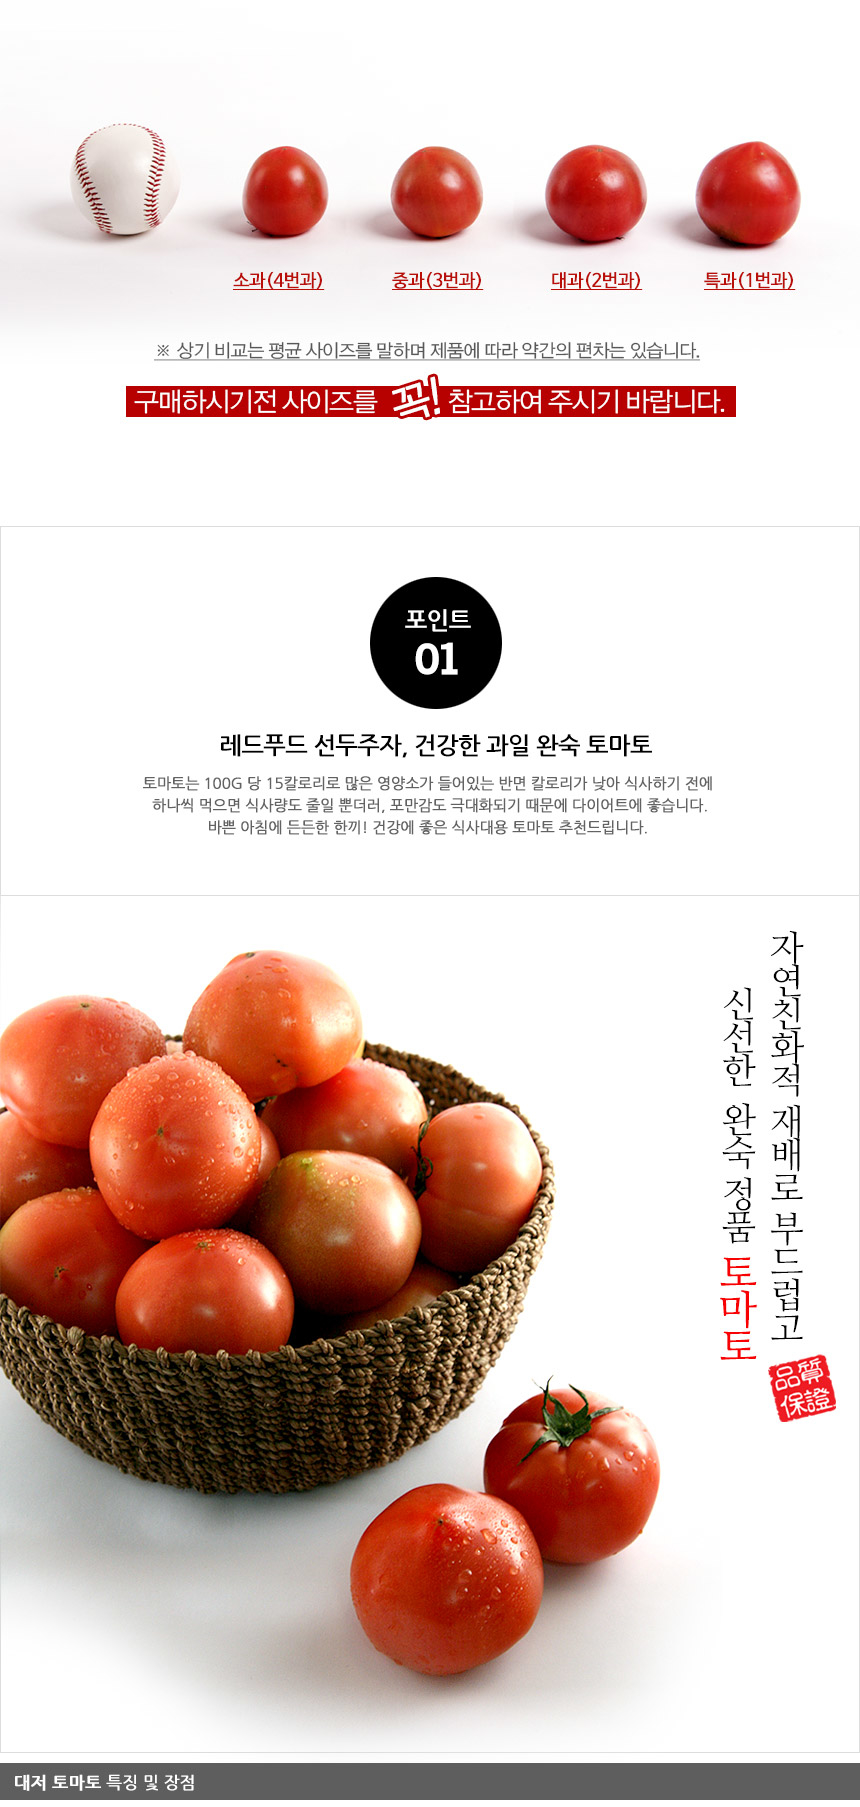 소과(4번과)
중과(3번과)
대과(2번과)
특과(1번과)
※ 상기 비교는 평균 사이즈를 말하며 제품에 따라 약간의 편차는 있습니다.
구매하시기전 사이즈를 꼭! 참고하여 주시기 바랍니다.
포인트
01
레드푸드 선두주자, 건강한 과일 완숙 토마토
토마토는 100G 당 15칼로리로 많은 영양소가 들어있는 반면 칼로리가 낮아 식사하기 전에
하나씩 먹으면 식사량도 줄일 뿐더러, 포만감도 극대화되기 때문에 다이어트에 좋습니다.
바쁜 아침에 든든한 한끼! 건강에 좋은 식사대용 토마토 추천드립니다.
자연친화적 재배로 부드럽고
신선한 완숙 정품 토마토
品質
保證
대저 토마토 특징 및 장점